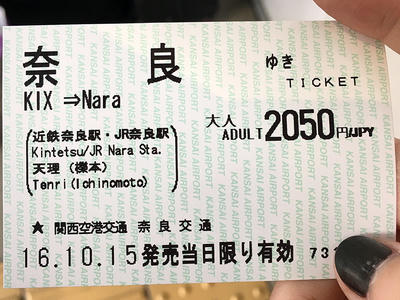 奈良 ゆき
TICKET
KIX ⇒Nara
大人
ADULT 2050円/JPY
近鉄奈良駅・JR奈良駅
Kintetsu/JR Nara Sta.
天理（櫟本）
Tenri(Ichinomoto)
★ 関西空港交通 奈良交通
16.10.15発売当日限り有効